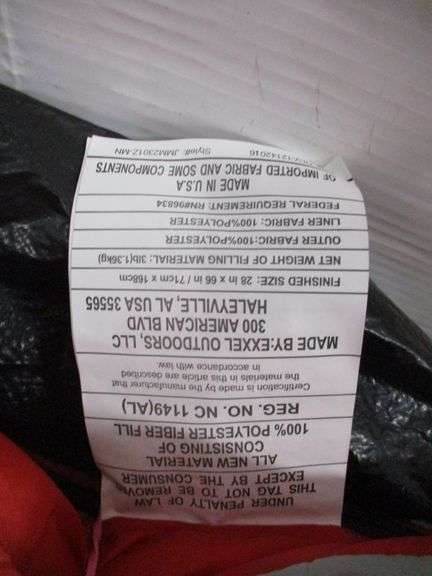 UNDER PENALTY OF LAW
THIS TAG NOT TO BE REMOVED
EXCEPT BY THE CONSUMER
ALL NEW MATERIAL
CONSISTING OF
100% POLYESTER FIBER FILL
REG. NO. NC 1149(AL)
Certification is made by the manufacturer that
the materials in this article are described
in accordance with law.
MADE BY:EXXEL OUTDOORS, LLC
300 AMERICAN BLVD
HALEYVILLE, AL USA 35565
FINISHED SIZE: 28 in x 66 in / 71cm x 168cm
NET WEIGHT OF FILLING MATERIAL: 3lb(1.36kg)
OUTER FABRIC:100%POLYESTER
LINER FABRIC: 100%POLYESTER
FEDERAL REQUIREMENT: RN#96834
MADE IN U.S.A
OF IMPORTED FABRIC AND SOME COMPONENTS
Style#: JMM23012-MN